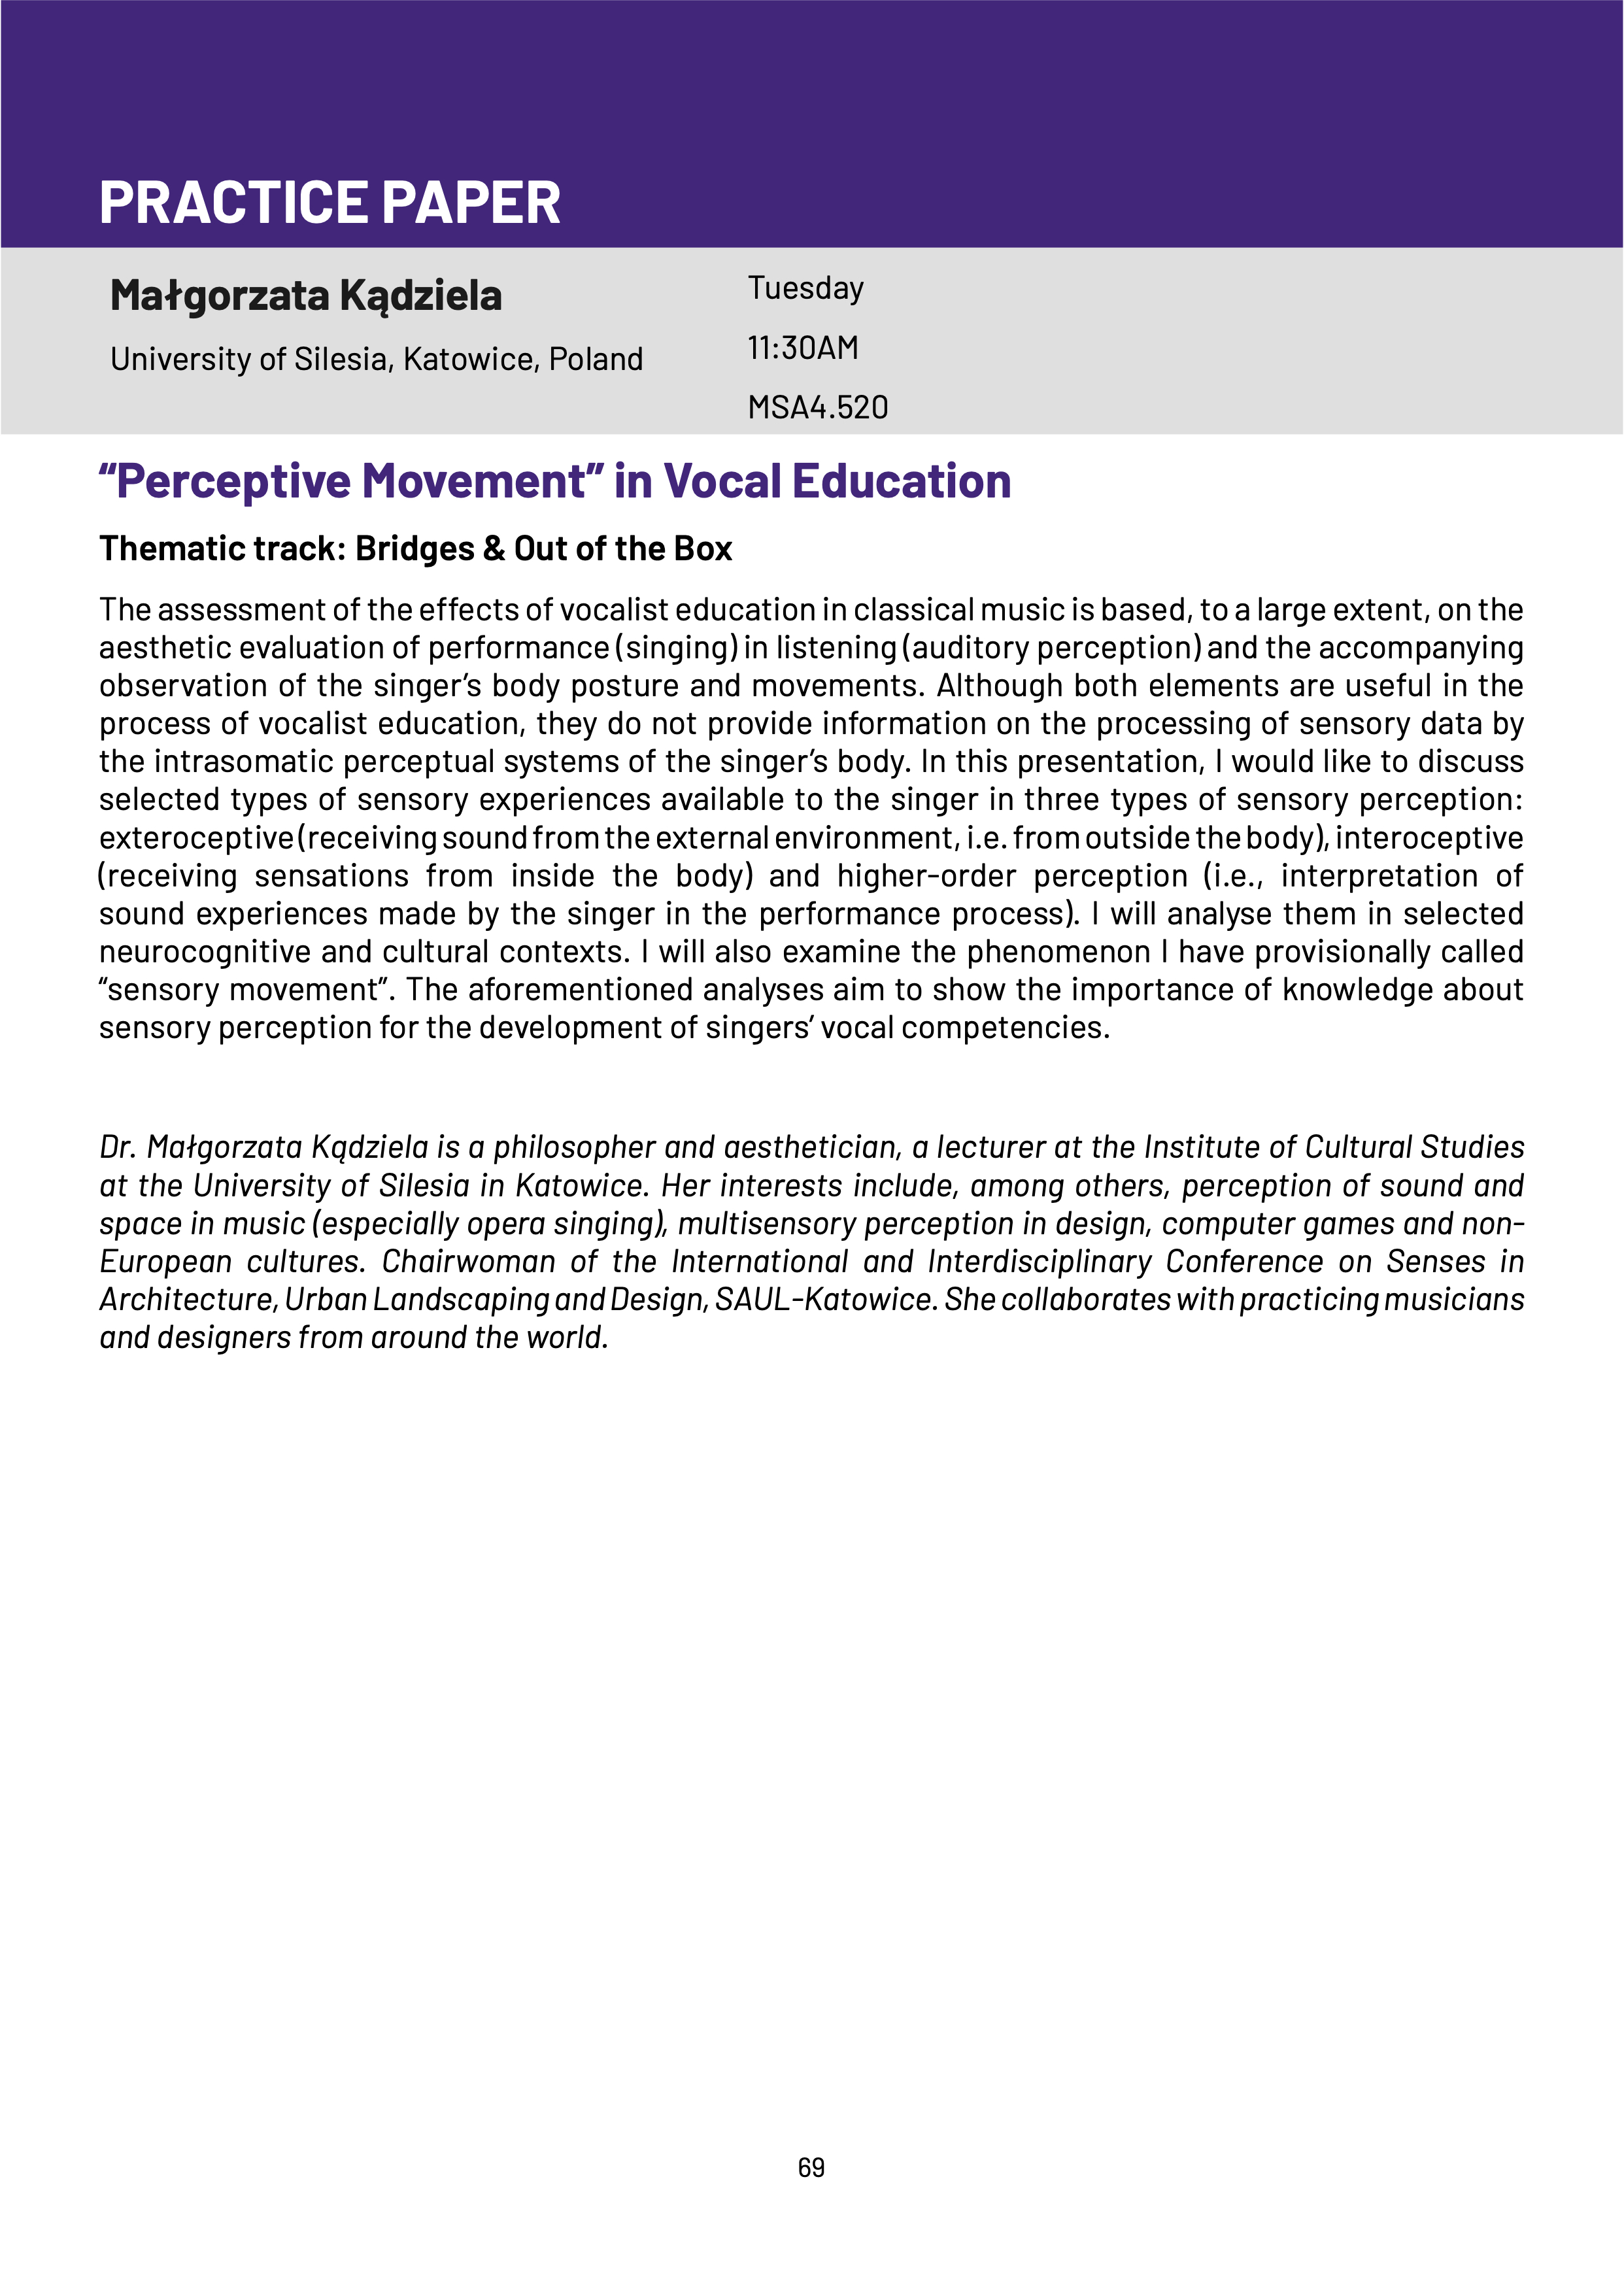 PRACTICE PAPER
Małgorzata Kądziela
University of Silesia, Katowice, Poland
Tuesday
11:30AM
MSA4.520
“Perceptive Movement” in Vocal Education
Thematic track: Bridges & Out of the Box
The assessment of the effects of vocalist education in classical music is based, to a large extent, on the
aesthetic evaluation of performance (singing) in listening (auditory perception) and the accompanying
observation of the singer’s body posture and movements. Although both elements are useful in the
process of vocalist education, they do not provide information on the processing of sensory data by
the intrasomatic perceptual systems of the singer’s body. In this presentation, I would like to discuss
selected types of sensory experiences available to the singer in three types of sensory perception:
exteroceptive (receiving sound from the external environment, i.e. from outside the body), interoceptive
(receiving sensations from inside the body) and higher-order perception (i.e., interpretation of
sound experiences made by the singer in the performance process). I will analyse them in selected
neurocognitive and cultural contexts. I will also examine the phenomenon I have provisionally called
“sensory movement”. The aforementioned analyses aim to show the importance of knowledge about
sensory perception for the development of singers’ vocal competencies.
Dr. Małgorzata Kądziela is a philosopher and aesthetician, a lecturer at the Institute of Cultural Studies
at the University of Silesia in Katowice. Her interests include, among others, perception of sound and
space in music (especially opera singing), multisensory perception in design, computer games and non-
European cultures. Chairwoman of the International and Interdisciplinary Conference on Senses in
Architecture, Urban Landscaping and Design, SAUL-Katowice. She collaborates with practicing musicians
and designers from around the world.
69